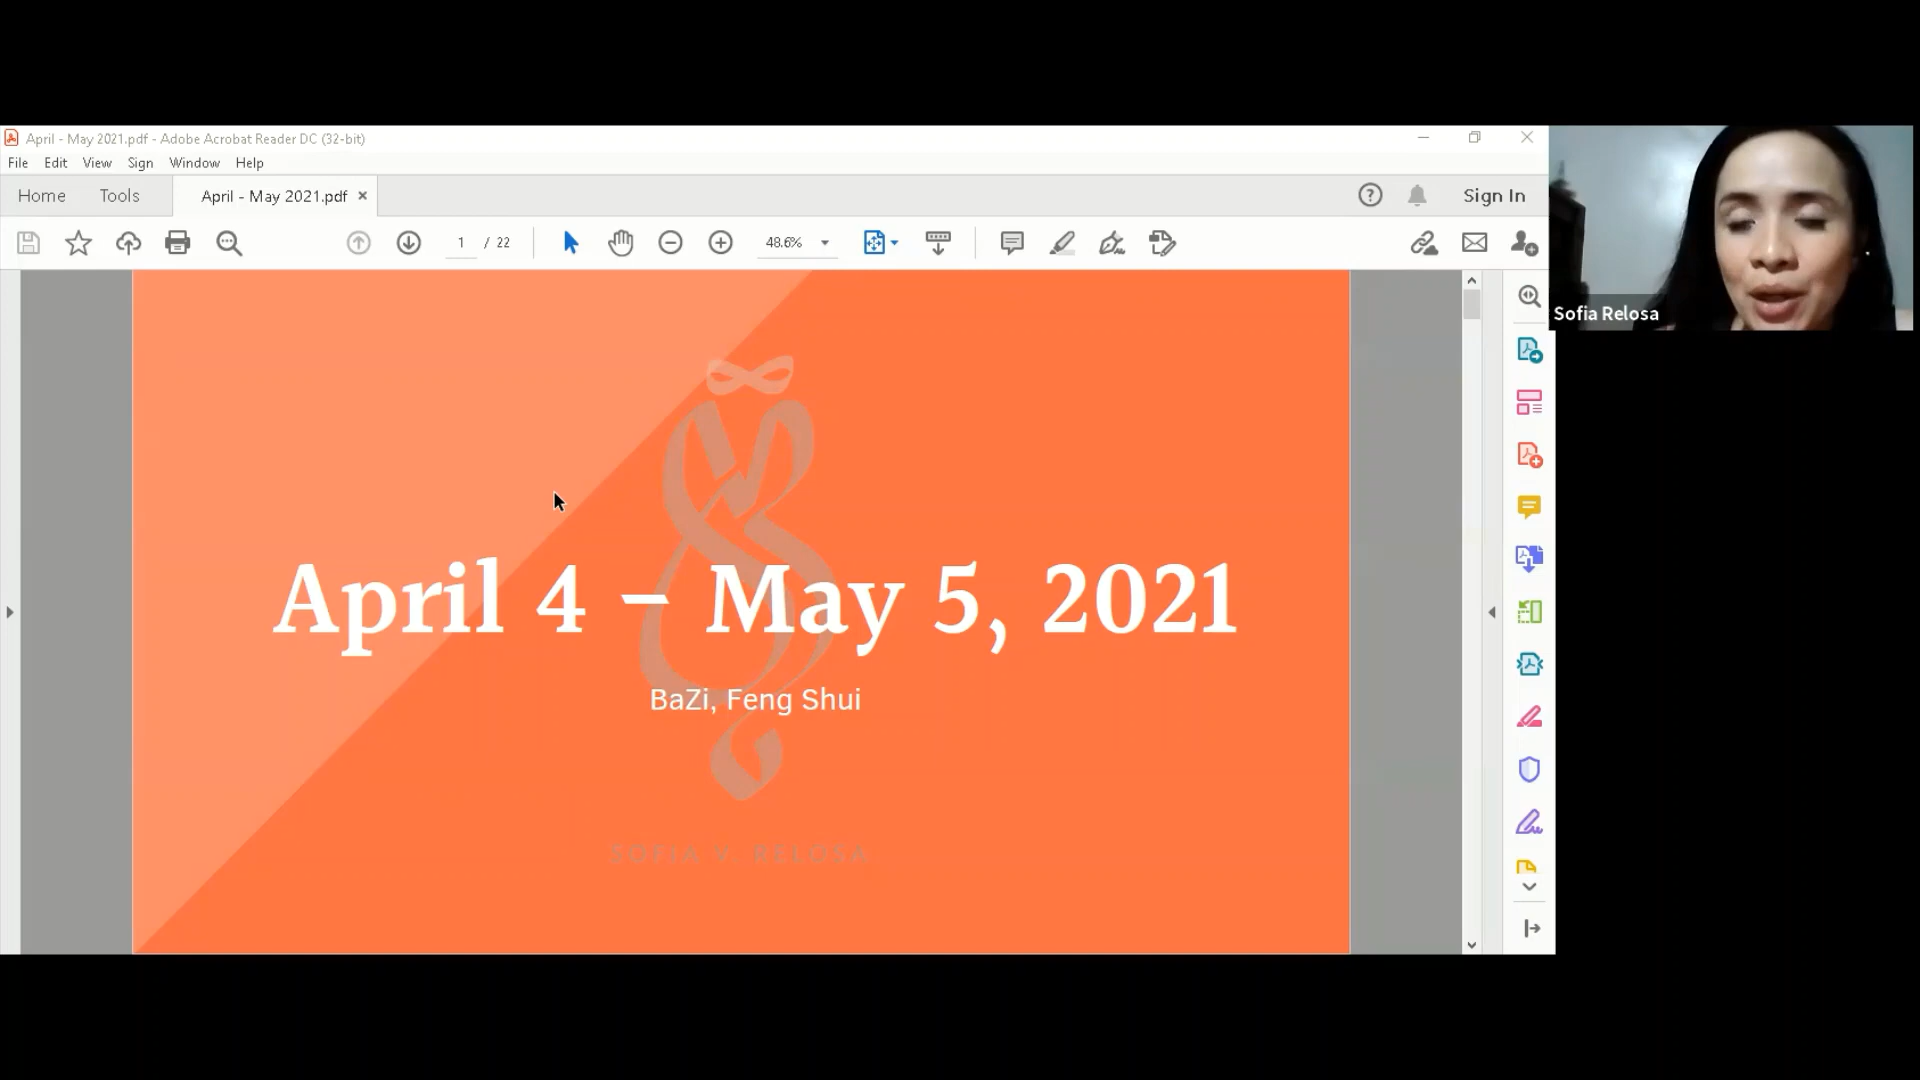 April - May 2021.pdf - Adobe Acrobat Reader DC (32-bit)
File Edit View Sign Window Help
Home Tools April - May 2021.pdf × Sign In
1 / 22 48.6%
Sofia Relosa
April 4 – May 5, 2021
BaZi, Feng Shui
SOFIA V. RELOSA